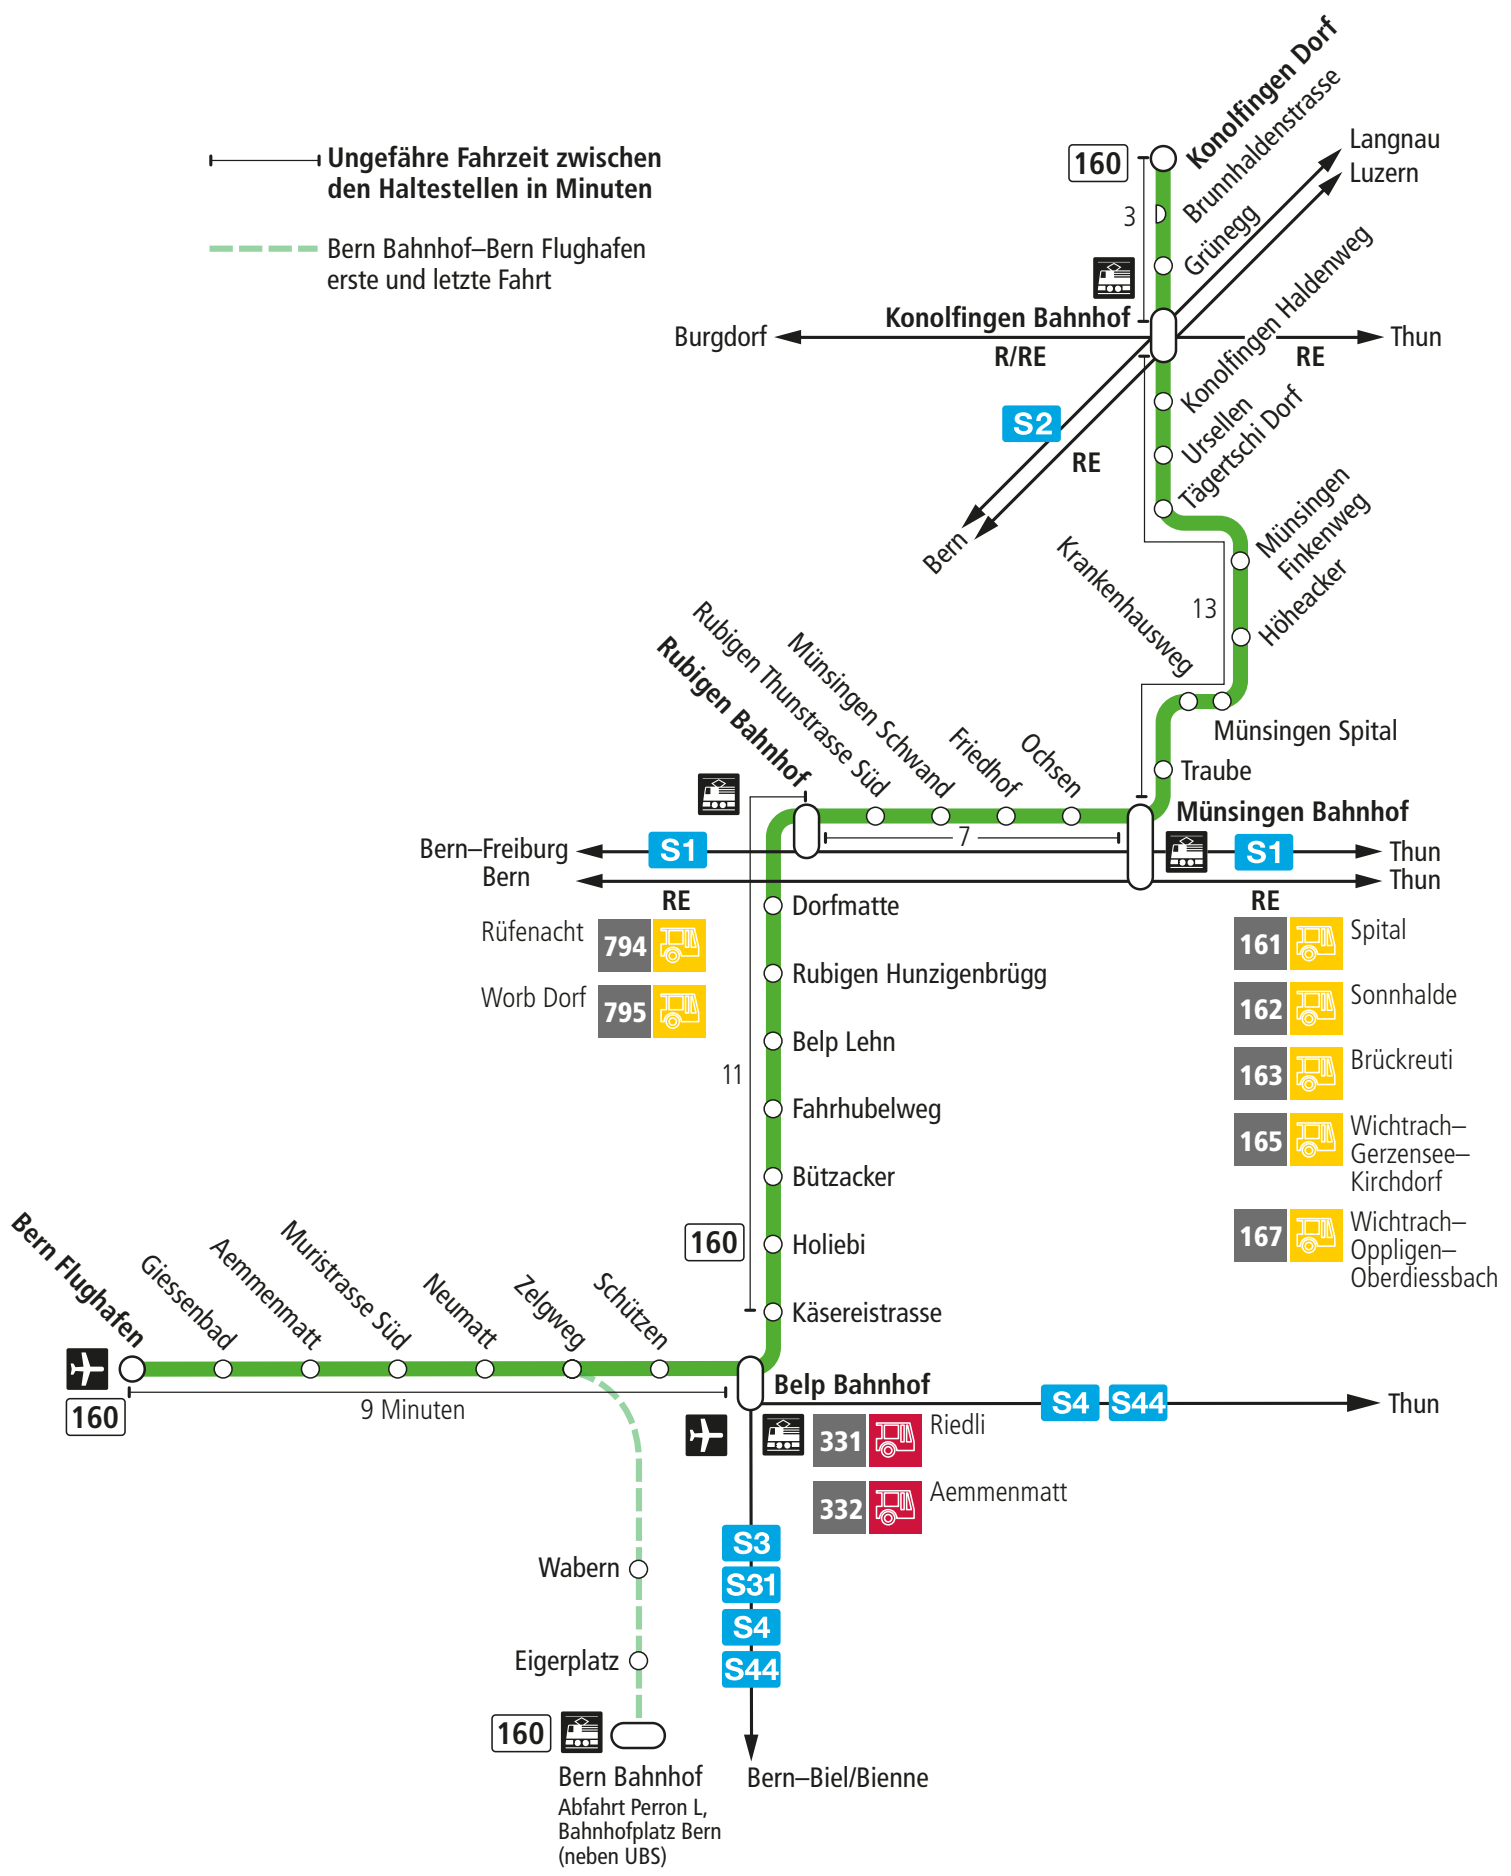 Ungefähre Fahrzeit zwischen
den Haltestellen in Minuten
Bern Bahnhof–Bern Flughafen
erste und letzte Fahrt
160
Konolfingen Dorf
Brunnhaldenstrasse
Grünegg
3
Langnau
Luzern
Konolfingen Bahnhof
Burgdorf
R/RE
RE
Thun
Konolfingen Haldenweg
S2
RE
Bern
Ursellen
Tägertschi Dorf
Münsingen
Finkenweg
Höheacker
13
Krankenhausweg
Münsingen Spital
Traube
Münsingen Bahnhof
Rubigen Bahnhof
Rubigen Thunstrasse Süd
Münsingen Schwand
Friedhof
Ochsen
7
Bern–Freiburg
S1
S1
Thun
Bern
Thun
RE
RE
Rüfenacht
794
Worb Dorf
795
161
Spital
162
Sonnhalde
163
Brückreuti
165
Wichtrach–
Gerzensee–
Kirchdorf
167
Wichtrach–
Oppligen–
Oberdiessbach
Dorfmatte
Rubigen Hunzigenbrügg
Belp Lehn
11
Fahrhubelweg
Bützacker
160
Holiebi
Käsereistrasse
Bern Flughafen
Giessenbad
Aemmenmatt
Muristrasse Süd
Neumatt
Zelgweg
Schützen
160
9 Minuten
Belp Bahnhof
S4
S44
Thun
331
Riedli
332
Aemmenmatt
S3
S31
S4
S44
Bern–Biel/Bienne
Wabern
Eigerplatz
160
Bern Bahnhof
Abfahrt Perron L,
Bahnhofplatz Bern
(neben UBS)